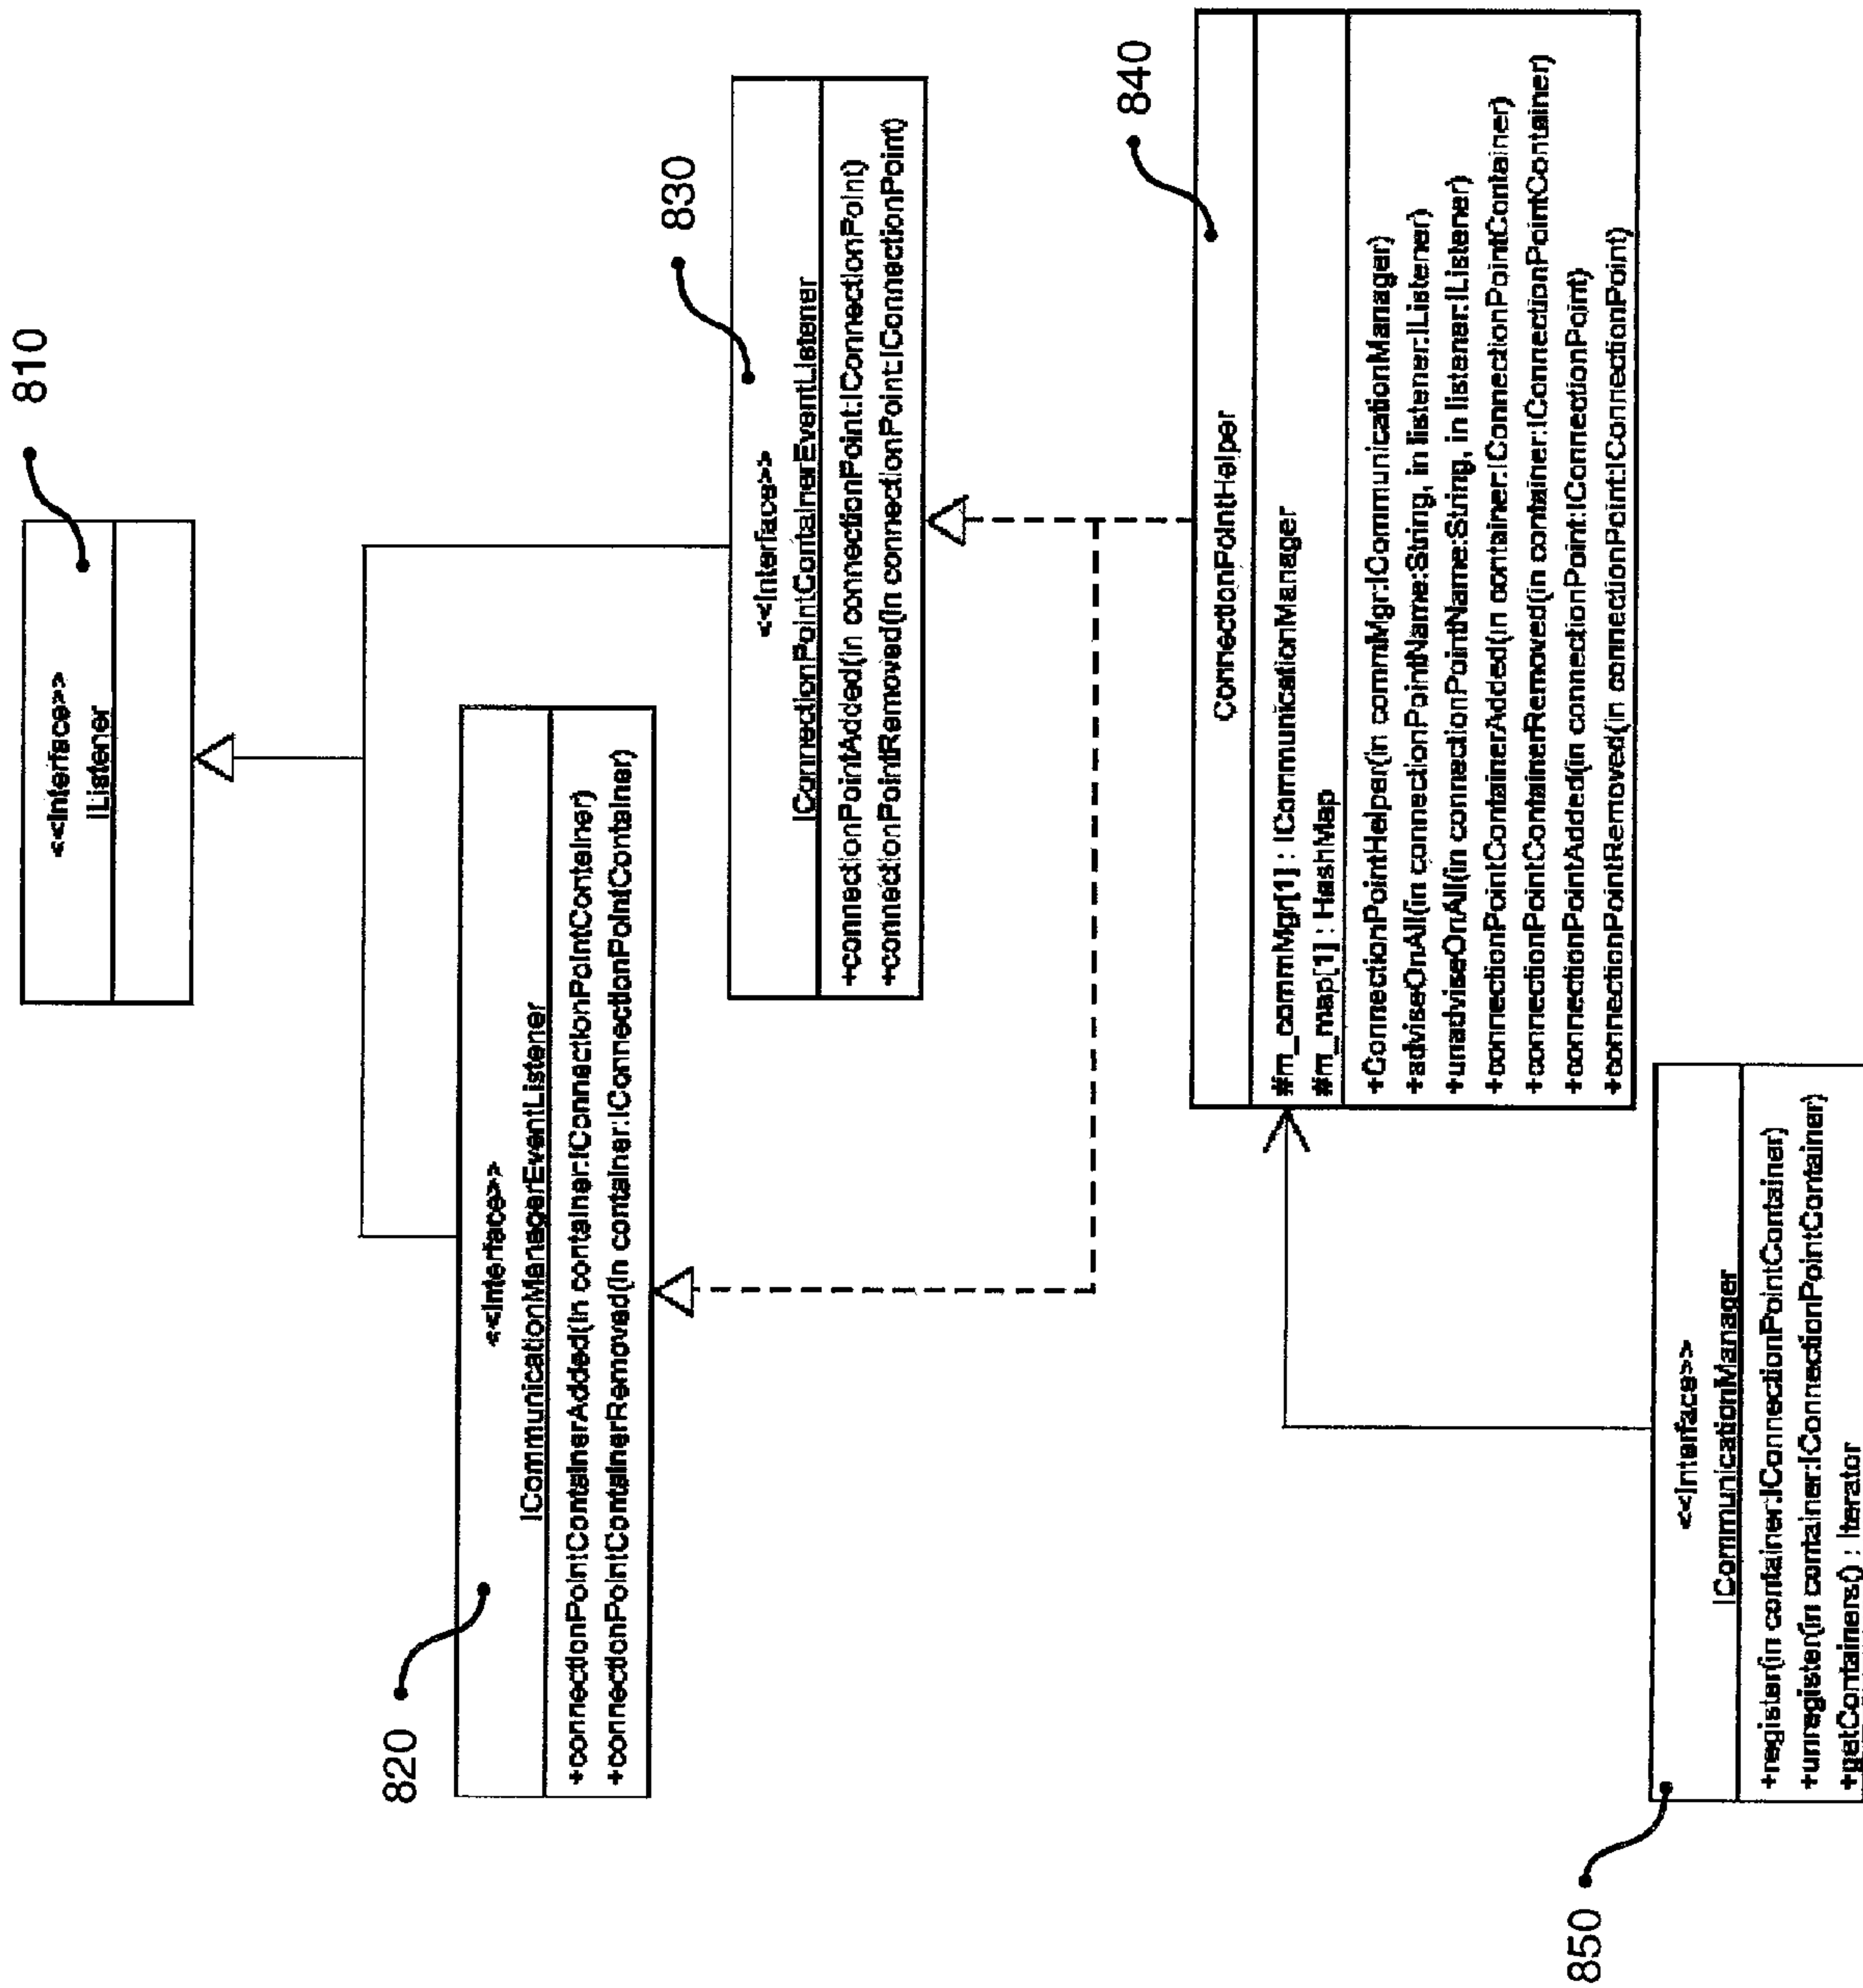 810
<<Interface>>
IListener
820
<<Interface>>
ICommunicationManagerEventListener
+connectionPointContainerAdded(in container:IConnectionPointContainer)
+connectionPointContainerRemoved(in container:IConnectionPointContainer)
830
<<Interface>>
IConnectionPointContainerEventListener
+connectionPointAdded(in connectionPoint:IConnectionPoint)
+connectionPointRemoved(in connectionPoint:IConnectionPoint)
840
ConnectionPointHelper
#m_commMgr[1] : ICommunicationManager
#m_map[1] : HashMap
+ConnectionPointHelper(in commMgr:ICommunicationManager)
+adviseOnAll(in connectionPointName:String, in listener:IListener)
+unadviseOnAll(in connectionPointName:String, in listener:IListener)
+connectionPointContainerAdded(in container:IConnectionPointContainer)
+connectionPointContainerRemoved(in container:IConnectionPointContainer)
+connectionPointAdded(in connectionPoint:IConnectionPoint)
+connectionPointRemoved(in connectionPoint:IConnectionPoint)
850
<<Interface>>
ICommunicationManager
+register(in container:IConnectionPointContainer)
+unregister(in container:IConnectionPointContainer)
+getContainers() : Iterator